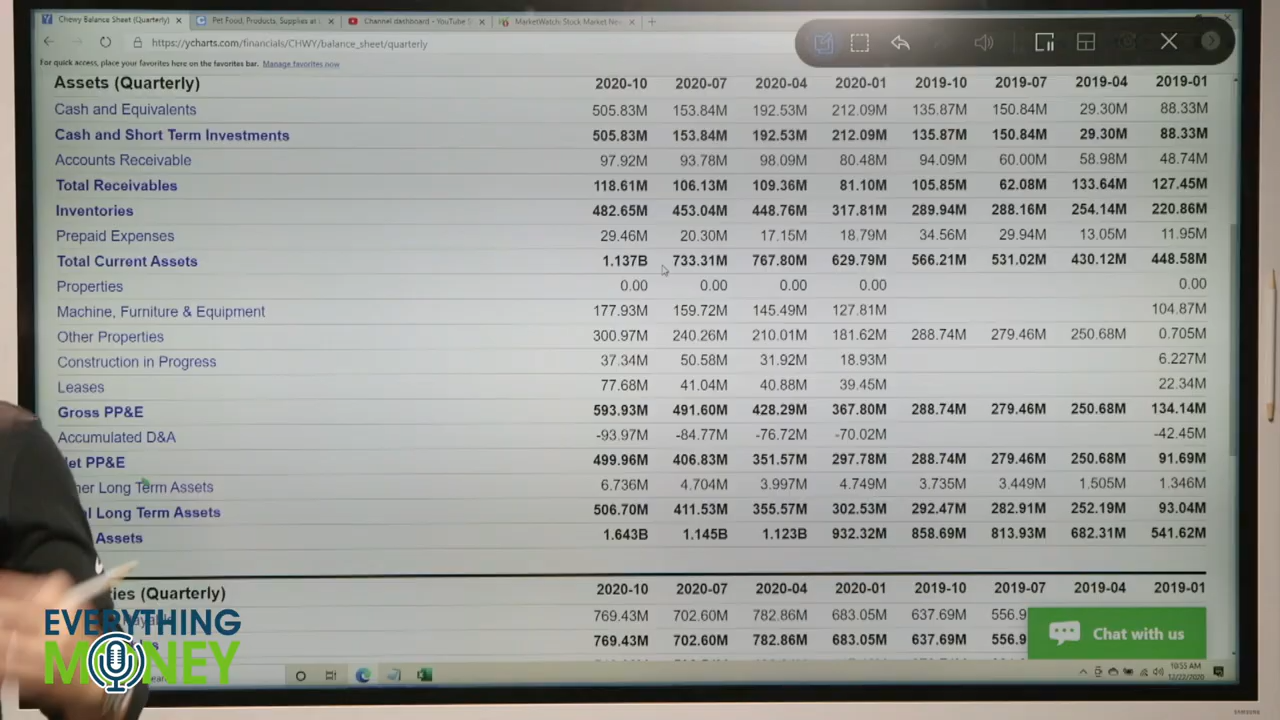 Chewy Balance Sheet (Quarterly)
Pet Food, Products, Supplies at
Channel dashboard - YouTube
MarketWatch: Stock Market Ne
https://ycharts.com/financials/CHWY/balance_sheet/quarterly
For quick access, place your favorites here on the favorites bar. Manage favorites now
Assets (Quarterly) 2020-10 2020-07 2020-04 2020-01 2019-10 2019-07 2019-04 2019-01
Cash and Equivalents 505.83M 153.84M 192.53M 212.09M 135.87M 150.84M 29.30M 88.33M
Cash and Short Term Investments 505.83M 153.84M 192.53M 212.09M 135.87M 150.84M 29.30M 88.33M
Accounts Receivable 97.92M 93.78M 98.09M 80.48M 94.09M 60.00M 58.98M 48.74M
Total Receivables 118.61M 106.13M 109.36M 81.10M 105.85M 62.08M 133.64M 127.45M
Inventories 482.65M 453.04M 448.76M 317.81M 289.94M 288.16M 254.14M 220.86M
Prepaid Expenses 29.46M 20.30M 17.15M 18.79M 34.56M 29.94M 13.05M 11.95M
Total Current Assets 1.137B 733.31M 767.80M 629.79M 566.21M 531.02M 430.12M 448.58M
Properties 0.00 0.00 0.00 0.00 0.00
Machine, Furniture & Equipment 177.93M 159.72M 145.49M 127.81M 104.87M
Other Properties 300.97M 240.26M 210.01M 181.62M 288.74M 279.46M 250.68M 0.705M
Construction in Progress 37.34M 50.58M 31.92M 18.93M 6.227M
Leases 77.68M 41.04M 40.88M 39.45M 22.34M
Gross PP&E 593.93M 491.60M 428.29M 367.80M 288.74M 279.46M 250.68M 134.14M
Accumulated D&A -93.97M -84.77M -76.72M -70.02M -42.45M
et PP&E 499.96M 406.83M 351.57M 297.78M 288.74M 279.46M 250.68M 91.69M
er Long Term Assets 6.736M 4.704M 3.997M 4.749M 3.735M 3.449M 1.505M 1.346M
l Long Term Assets 506.70M 411.53M 355.57M 302.53M 292.47M 282.91M 252.19M 93.04M
Assets 1.643B 1.145B 1.123B 932.32M 858.69M 813.93M 682.31M 541.62M
ies (Quarterly) 2020-10 2020-07 2020-04 2020-01 2019-10 2019-07 2019-04 2019-01
769.43M 702.60M 782.86M 683.05M 637.69M 556.9
769.43M 702.60M 782.86M 683.05M 637.69M 556.9
Chat with us
EVERYTHING
MONEY
10:55 AM
12/22/2020
SAMSUNG